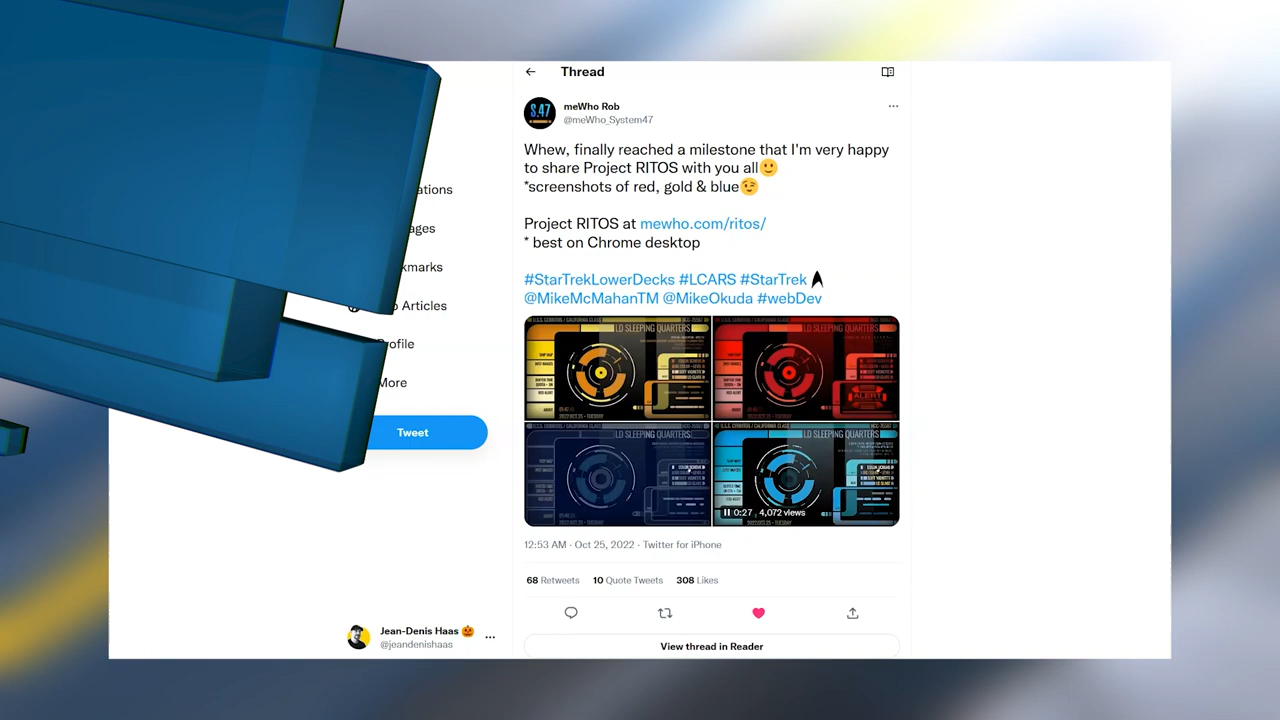 Thread
S.47
meWho Rob
@meWho_System47
Whew, finally reached a milestone that I'm very happy
to share Project RITOS with you all🙂
*screenshots of red, gold & blue😉
Project RITOS at mewho.com/ritos/
* best on Chrome desktop
#StarTrekLowerDecks #LCARS #StarTrek
@MikeMcMahanTM @MikeOkuda #webDev
LD SLEEPING QUARTERS
LD SLEEPING QUARTERS
ALERT
LD SLEEPING QUARTERS
LD SLEEPING QUARTERS
0:27 4,072 views
12:53 AM · Oct 25, 2022 · Twitter for iPhone
68 Retweets 10 Quote Tweets 308 Likes
View thread in Reader
ations
ages
kmarks
Articles
rofile
More
Tweet
Jean-Denis Haas 🎃
@jeandenishaas